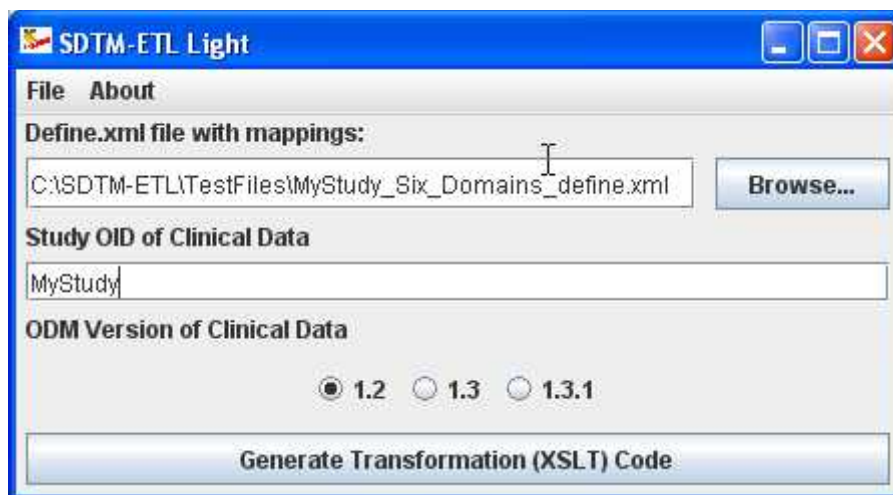 SDTM-ETL Light
File About
Define.xml file with mappings:
C:\SDTM-ETL\TestFiles\MyStudy_Six_Domains_define.xml Browse...
Study OID of Clinical Data
MyStudy
ODM Version of Clinical Data
1.2 1.3 1.3.1
Generate Transformation (XSLT) Code